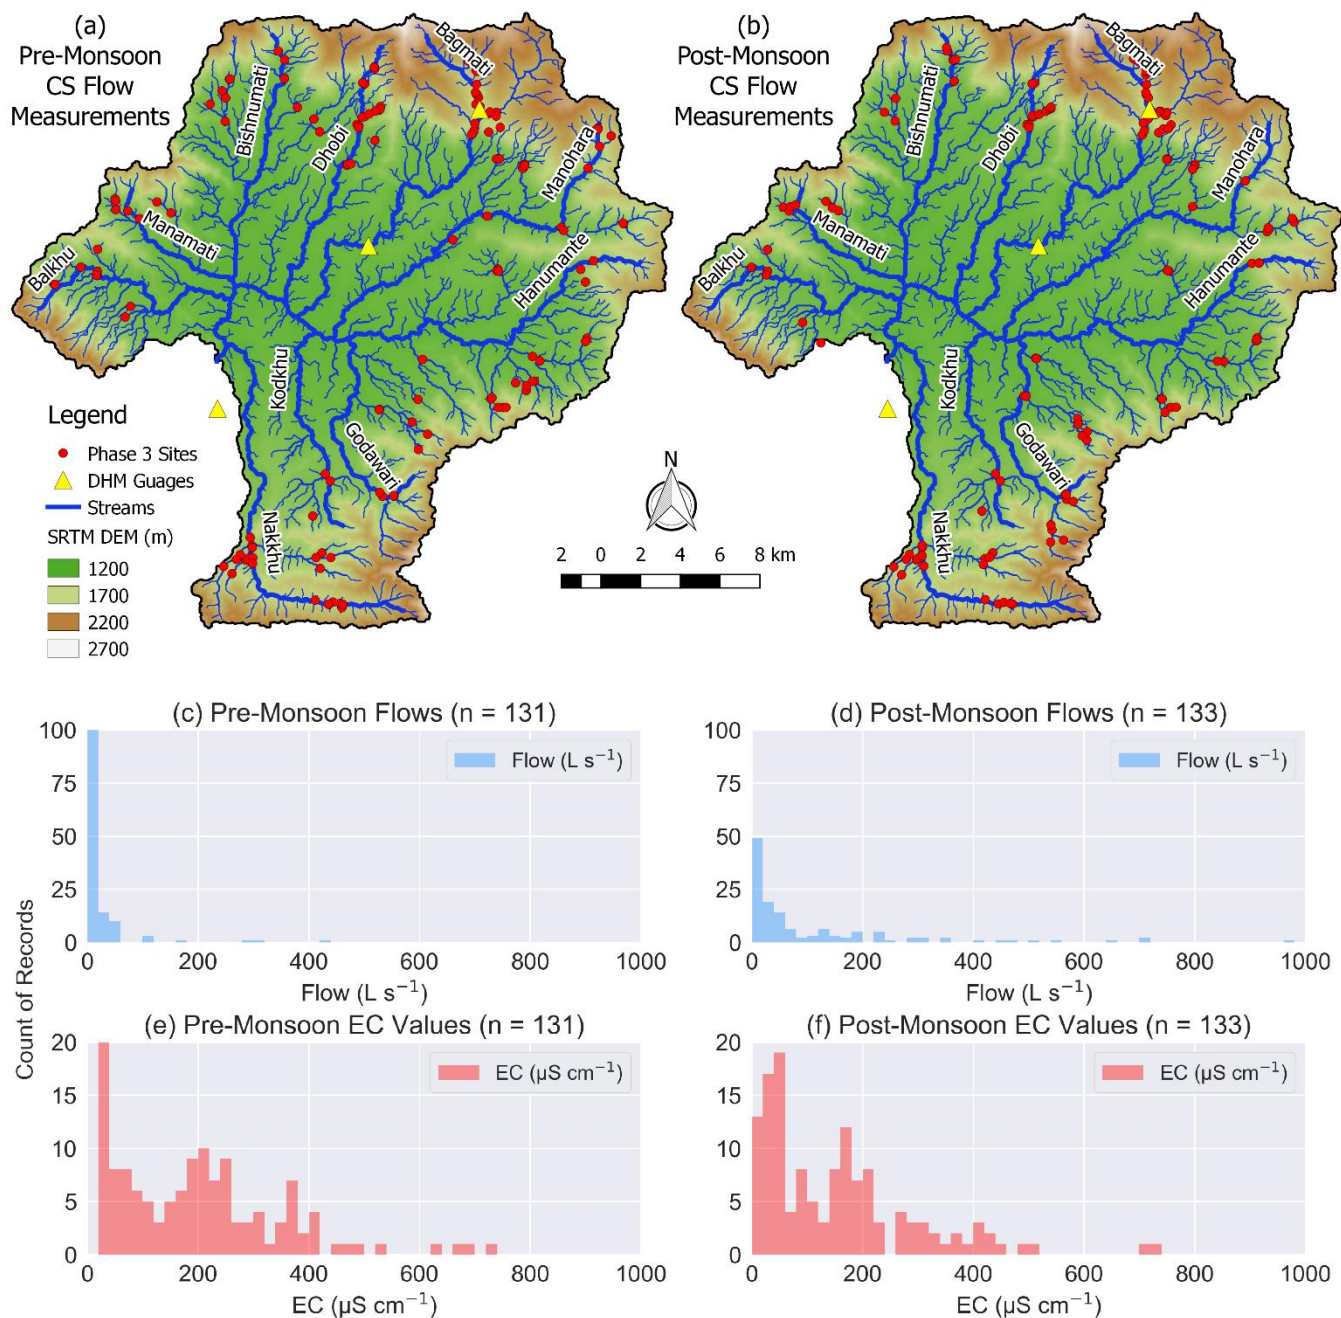 (a)
Pre-Monsoon
CS Flow
Measurements
Bishnumati
Dhobi
Bagmati
Manohara
Manamati
Balkhu
Hanumante
Kodkhu
Godawari
Nakkhu
Legend
Phase 3 Sites
DHM Guages
Streams
SRTM DEM (m)
1200
1700
2200
2700
N
2 0 2 4 6 8 km
(b)
Post-Monsoon
CS Flow
Measurements
Bishnumati
Dhobi
Bagmati
Manohara
Manamati
Balkhu
Hanumante
Kodkhu
Godawari
Nakkhu
(c) Pre-Monsoon Flows (n = 131)
Flow (L s⁻¹)
100
75
50
25
0
0 200 400 600 800 1000
Flow (L s⁻¹)
(d) Post-Monsoon Flows (n = 133)
Flow (L s⁻¹)
100
75
50
25
0
0 200 400 600 800 1000
Flow (L s⁻¹)
Count of Records
(e) Pre-Monsoon EC Values (n = 131)
EC (µS cm⁻¹)
20
15
10
5
0
0 200 400 600 800 1000
EC (µS cm⁻¹)
(f) Post-Monsoon EC Values (n = 133)
EC (µS cm⁻¹)
20
15
10
5
0
0 200 400 600 800 1000
EC (µS cm⁻¹)